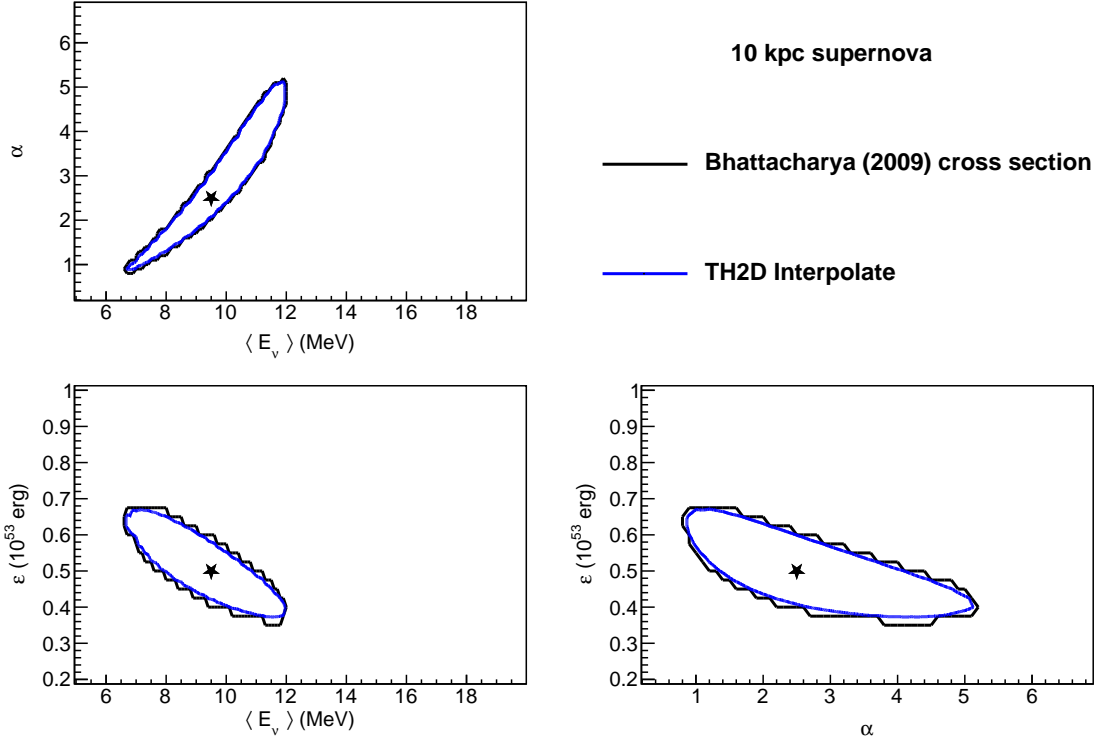 10 kpc supernova
Bhattacharya (2009) cross section
TH2D Interpolate
α
6
5
4
3
2
1
6 8 10 12 14 16 18
⟨ E_ν ⟩ (MeV)
ε (10^53 erg)
1
0.9
0.8
0.7
0.6
0.5
0.4
0.3
0.2
6 8 10 12 14 16 18
⟨ E_ν ⟩ (MeV)
ε (10^53 erg)
1
0.9
0.8
0.7
0.6
0.5
0.4
0.3
0.2
1 2 3 4 5 6
α